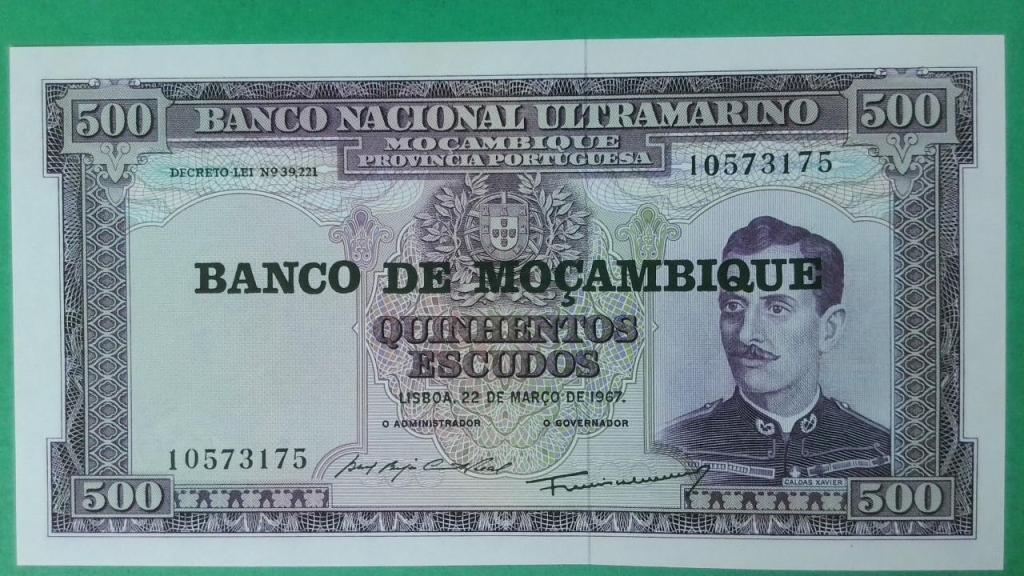 500 BANCO NACIONAL ULTRAMARINO 500
MOÇAMBIQUE
PROVINCIA PORTUGUESA
DECRETO-LEI Nº 39,221
10573175
BANCO DE MOÇAMBIQUE
QUINHENTOS
ESCUDOS
LISBOA, 22 DE MARÇO DE 1967.
O ADMINISTRADOR O GOVERNADOR
10573175
CALDAS XAVIER
500 500